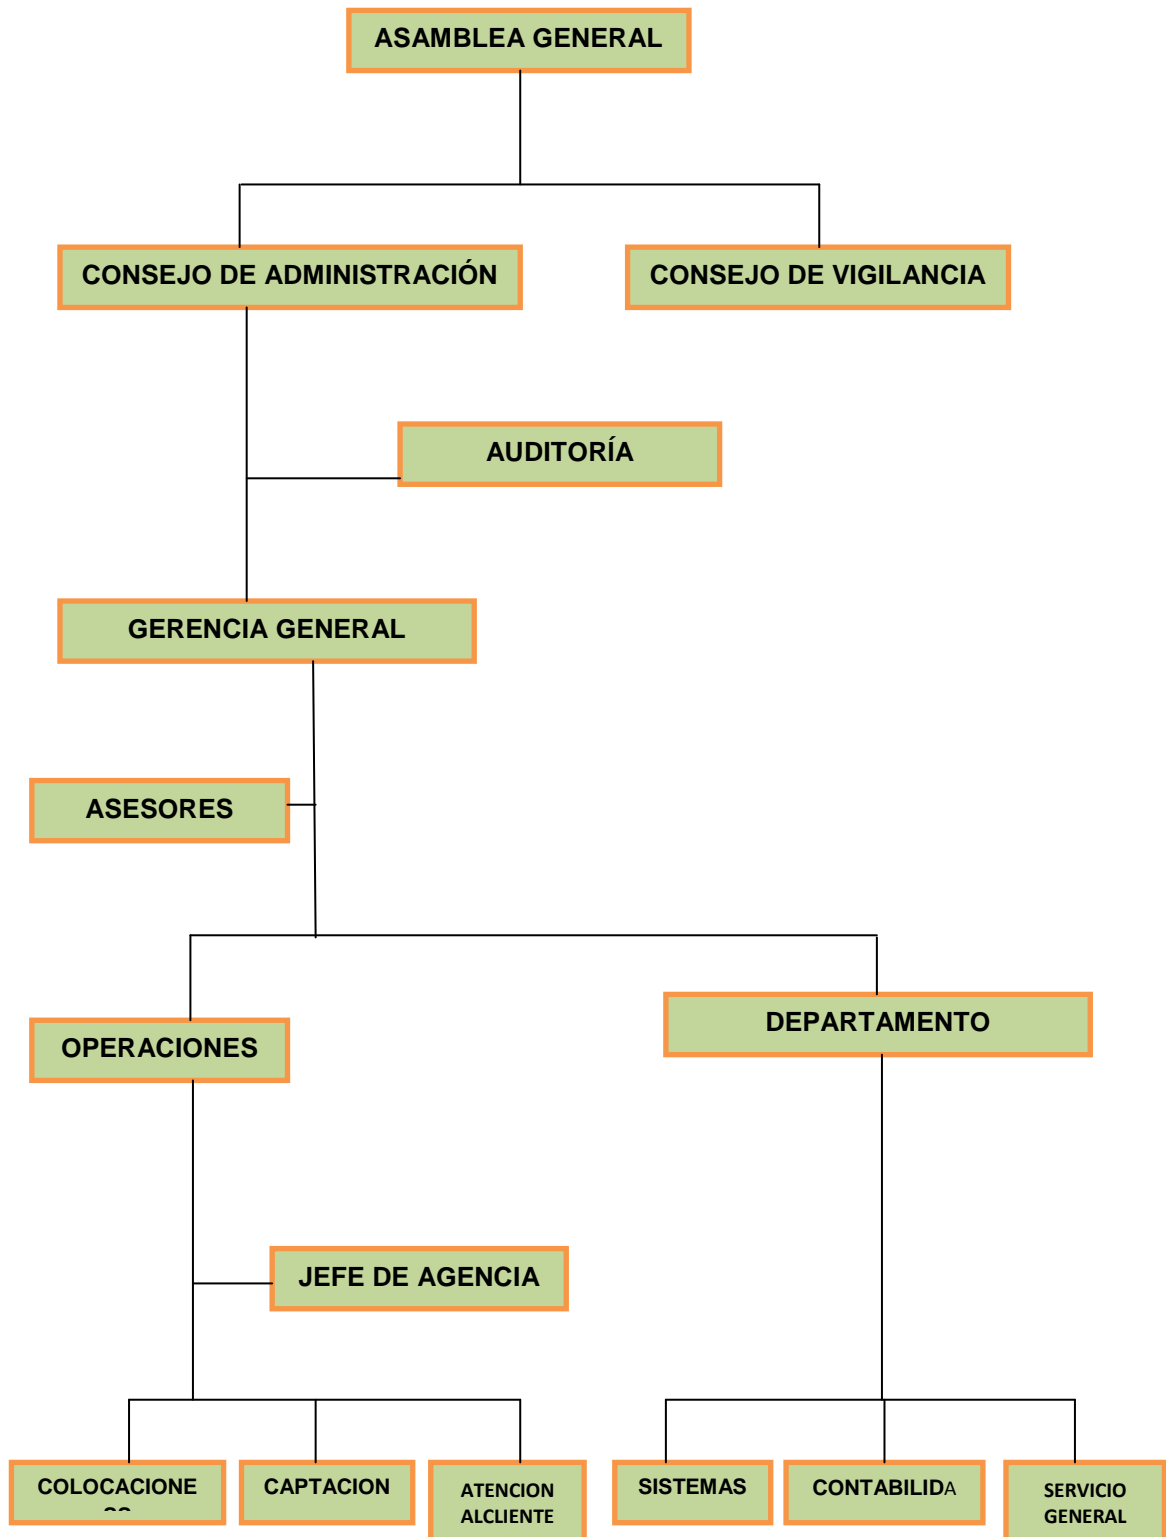 ASAMBLEA GENERAL
CONSEJO DE ADMINISTRACIÓN
CONSEJO DE VIGILANCIA
AUDITORÍA
GERENCIA GENERAL
ASESORES
OPERACIONES
DEPARTAMENTO
JEFE DE AGENCIA
COLOCACIONE
CAPTACION
ATENCION
ALCLIENTE
SISTEMAS
CONTABILIDA
SERVICIO
GENERAL